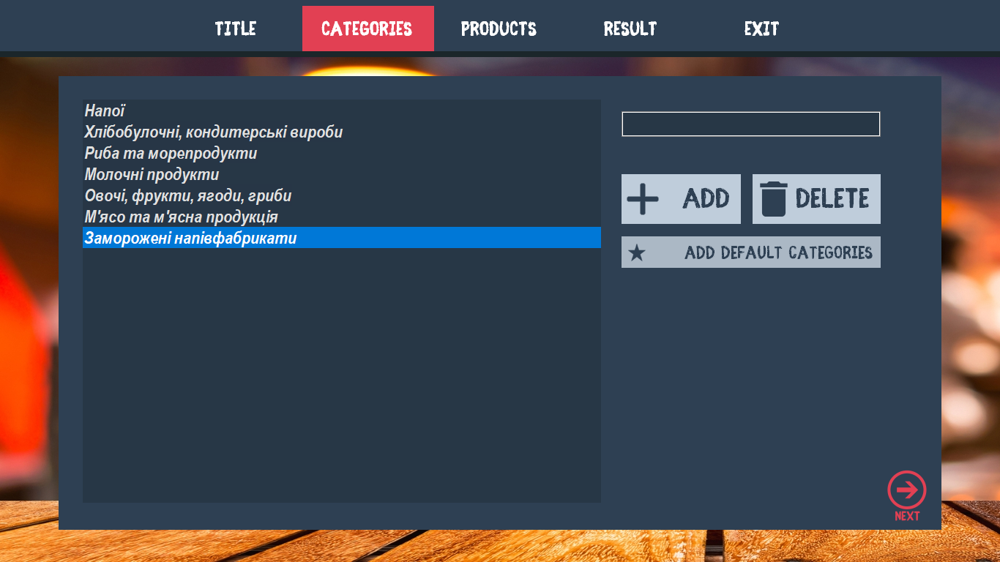 TITLE
CATEGORIES
PRODUCTS
RESULT
EXIT
Напої
Хлібобулочні, кондитерські вироби
Риба та морепродукти
Молочні продукти
Овочі, фрукти, ягоди, гриби
М'ясо та м'ясна продукція
Заморожені напівфабрикати
ADD
DELETE
ADD DEFAULT CATEGORIES
NEXT